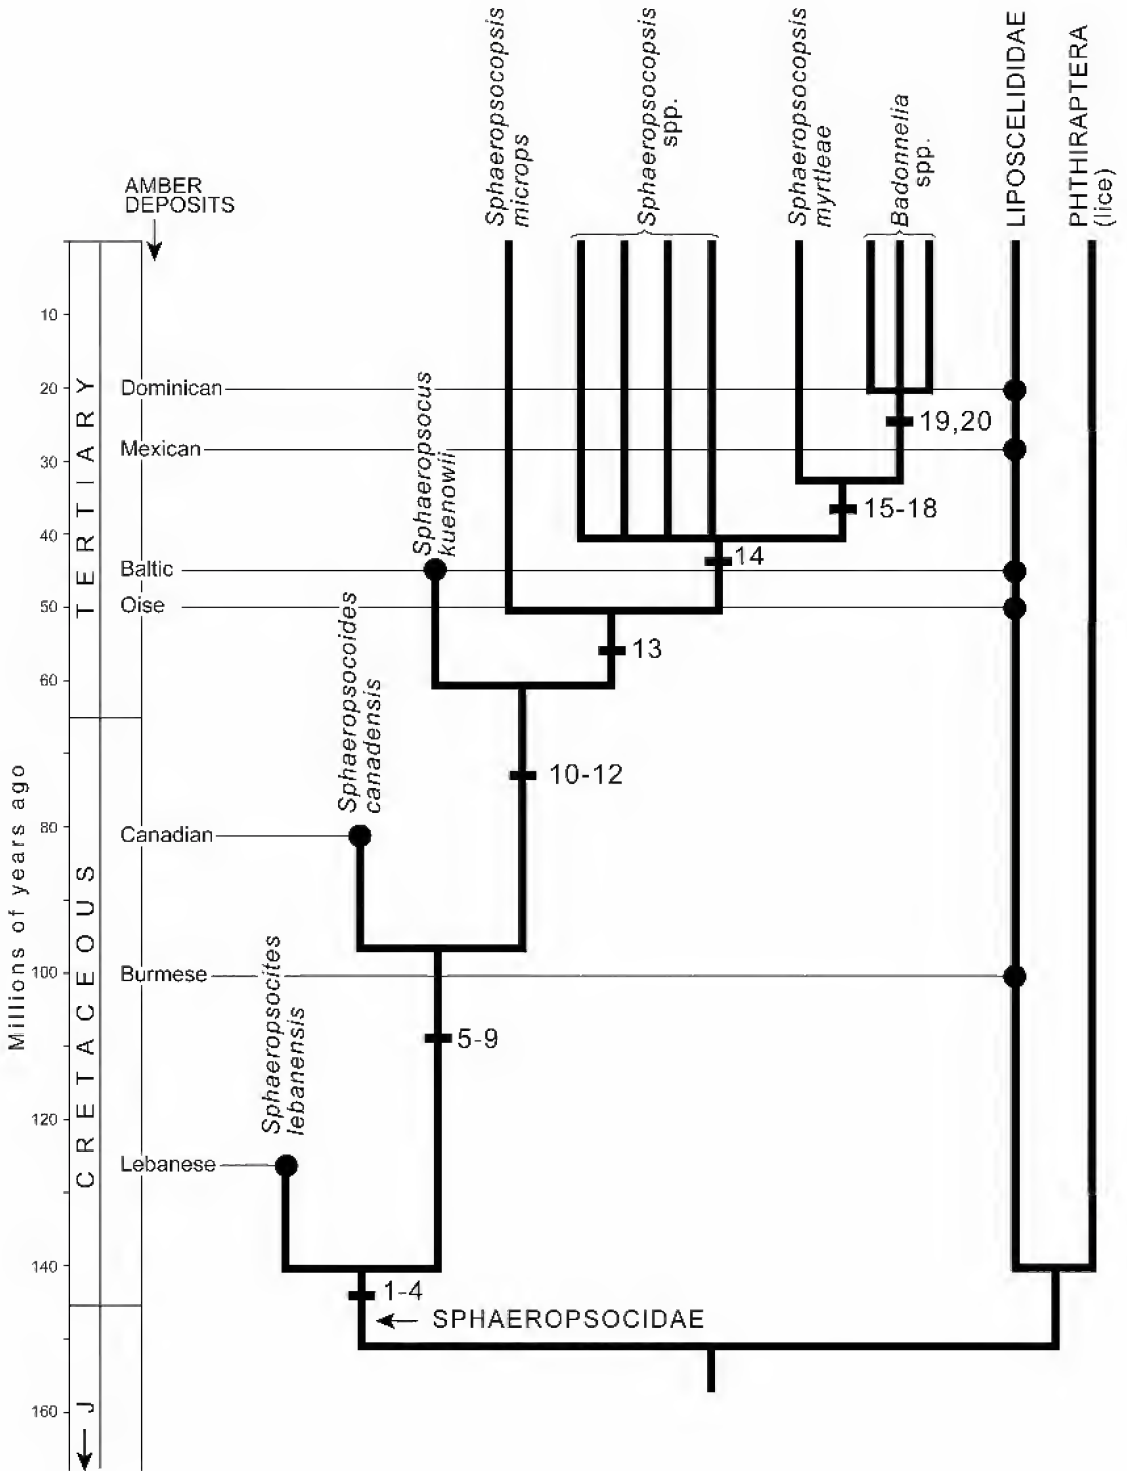 Sphaeropsocopsis
microps
Sphaeropsocopsis
spp.
Sphaeropsocopsis
myrtleae
Badonnelia
spp.
LIPOSCELIDIDAE
PHTHIRAPTERA
(lice)
AMBER
DEPOSITS
10
20
30
40
50
60
80
100
120
140
160
Millions of years ago
TERTIARY
CRETACEOUS
J
Dominican
Mexican
Baltic
Oise
Canadian
Burmese
Lebanese
Sphaeropsocus
kuenowii
Sphaeropsocoides
canadensis
Sphaeropsocites
lebanensis
19,20
15-18
14
13
10-12
5-9
1-4
SPHAEROPSOCIDAE